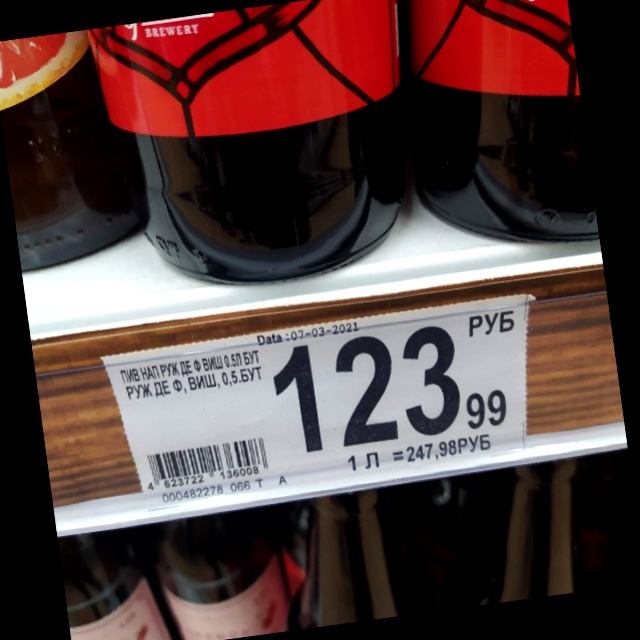 BREWERY
Data :07-03-2021
ПИВ НАП РУЖ ДЕ Ф ВИШ 0.5Л БУТ
РУЖ ДЕ Ф, ВИШ, 0,5.БУТ
123 99
РУБ
4 623722 136008
000482278 066 Т А
1 Л =247,98РУБ